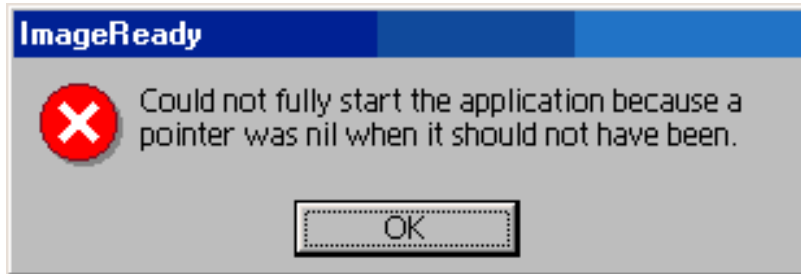 ImageReady
Could not fully start the application because a
pointer was nil when it should not have been.
OK